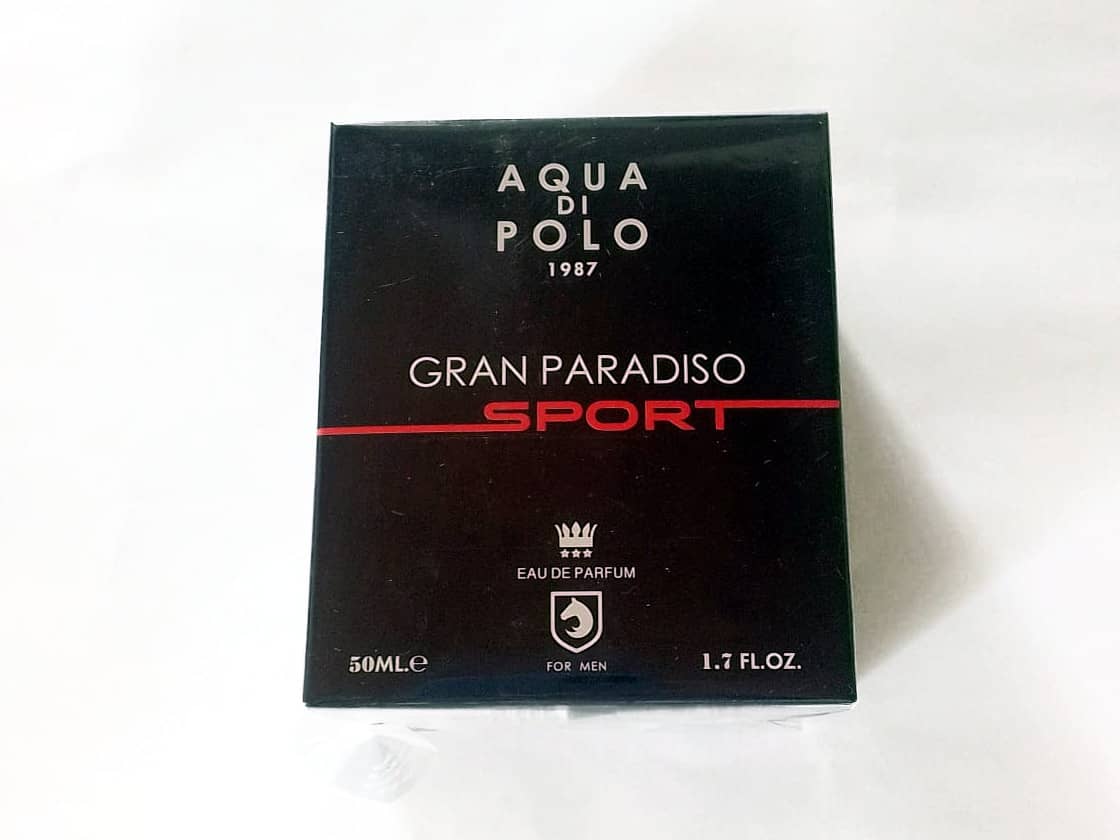 AQUA
DI
POLO
1987
GRAN PARADISO
SPORT
EAU DE PARFUM
50ML.℮
FOR MEN
1.7 FL.OZ.